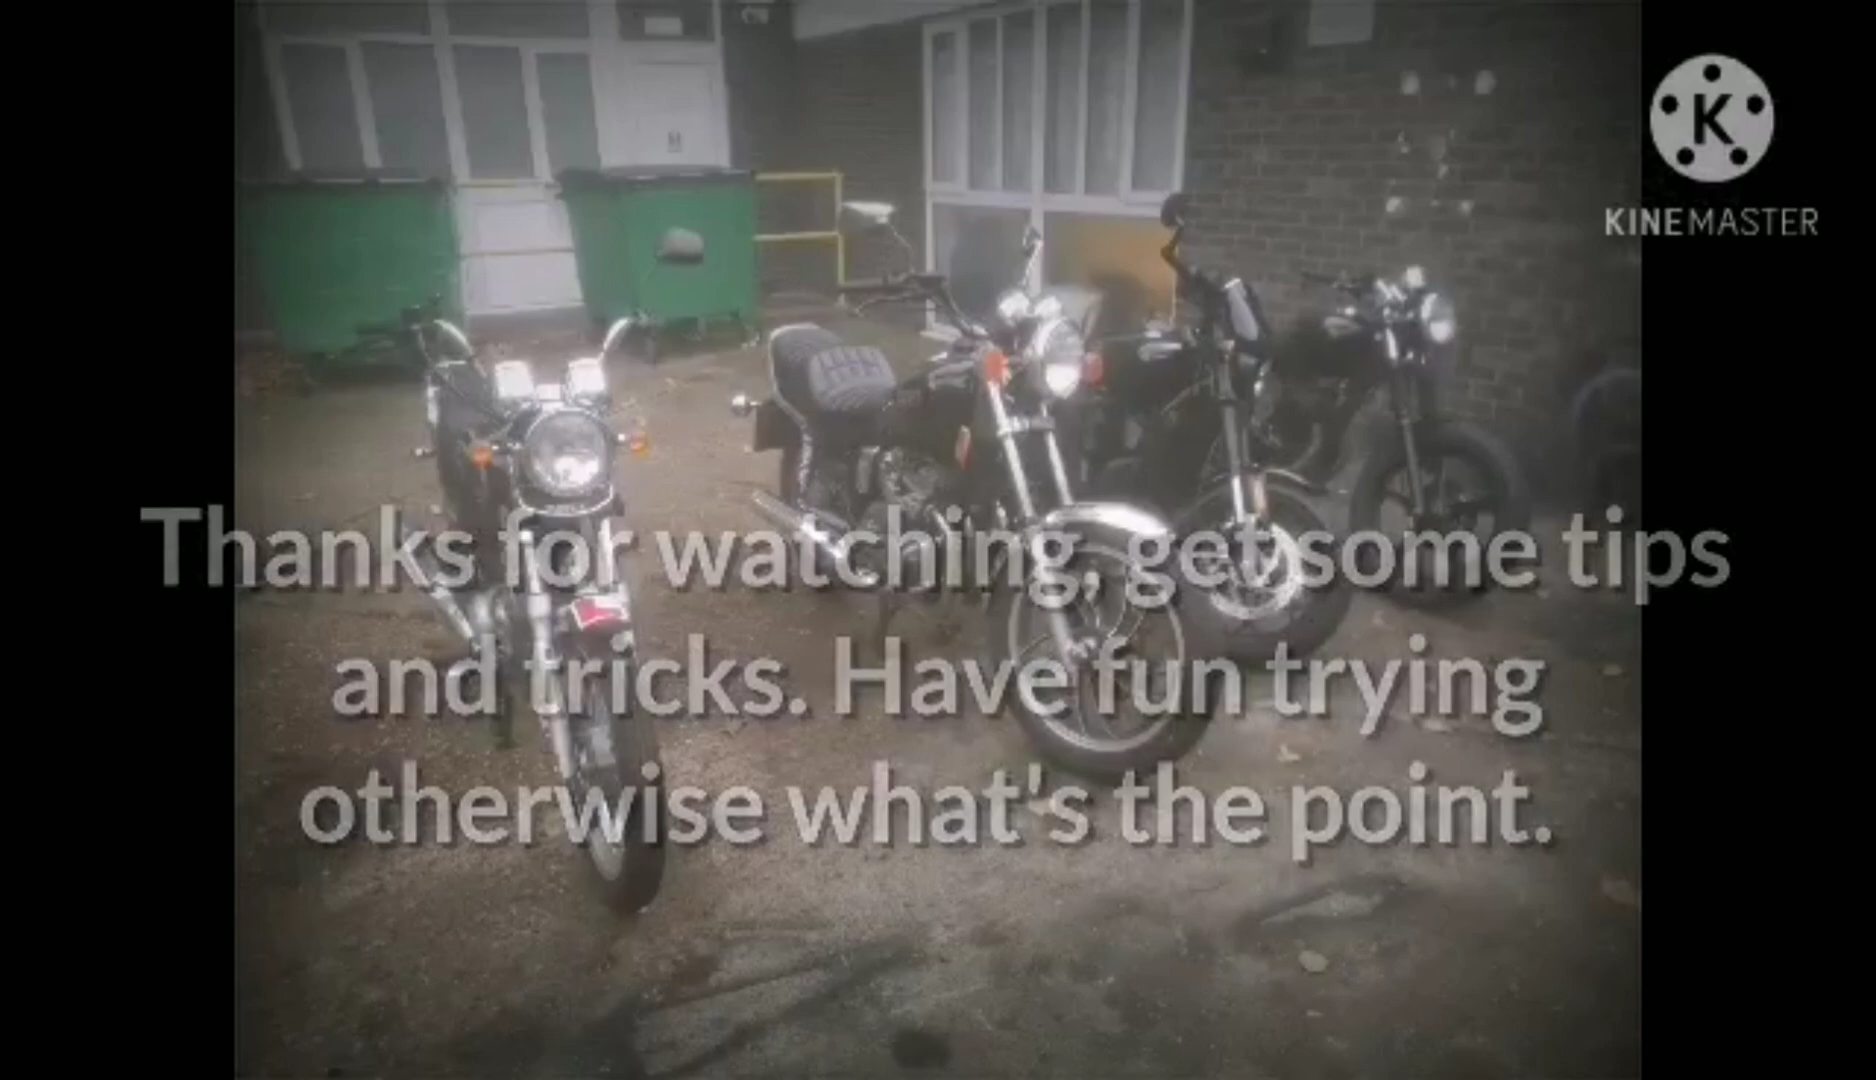 K
KINEMASTER
Thanks for watching, get some tips
and tricks. Have fun trying
otherwise what's the point.